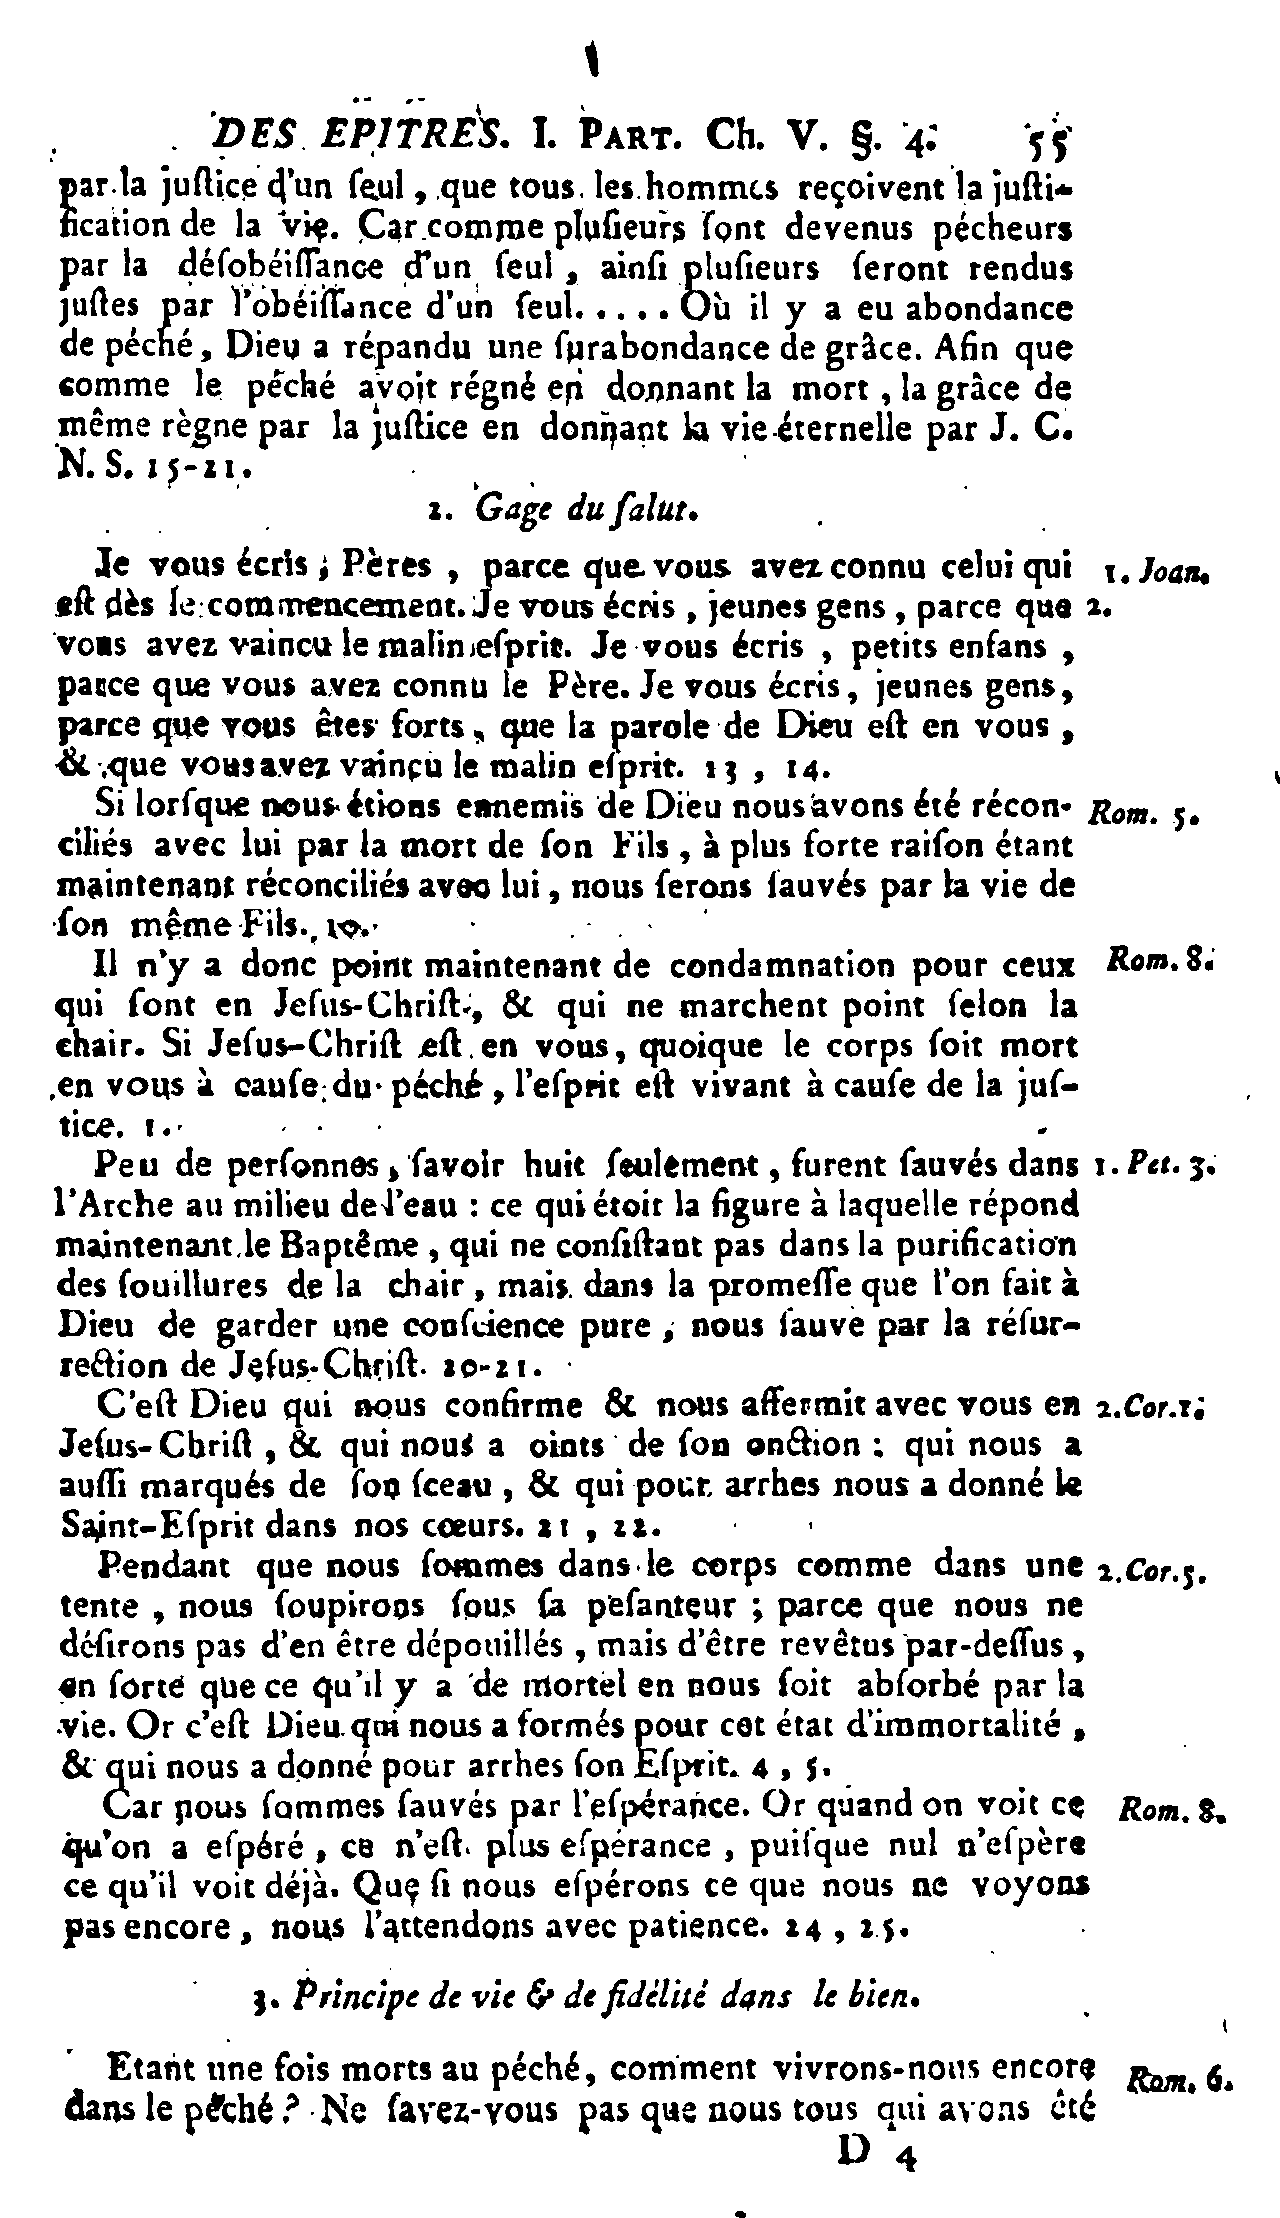 DES EPITRES. I. PART. Ch. V. §. 4. 55
par la juſtice d'un ſeul, que tous les hommes reçoivent la juſti-
fication de la vie. Car comme pluſieurs ſont devenus pécheurs
par la déſobéiſſance d'un ſeul, ainſi pluſieurs ſeront rendus
juſtes par l'obéiſſance d'un ſeul..... Où il y a eu abondance
de péché, Dieu a répandu une ſurabondance de grâce. Afin que
comme le péché avoit régné en donnant la mort, la grâce de
même règne par la juſtice en donnant la vie éternelle par J. C.
N. S. 15-21.
2. Gage du ſalut.
Je vous écris, Pères, parce que vous avez connu celui qui 1. Joan.
eſt dès le commencement. Je vous écris, jeunes gens, parce que 2.
vous avez vaincu le malin eſprit. Je vous écris, petits enfans,
parce que vous avez connu le Père. Je vous écris, jeunes gens,
parce que vous êtes forts, que la parole de Dieu eſt en vous,
& que vous avez vaincu le malin eſprit. 13, 14.
Si lorſque nous étions ennemis de Dieu nous avons été récon- Rom. 5.
ciliés avec lui par la mort de ſon Fils, à plus forte raiſon étant
maintenant réconciliés avec lui, nous ſerons ſauvés par la vie de
ſon même Fils. 10.
Il n'y a donc point maintenant de condamnation pour ceux Rom. 8.
qui ſont en Jeſus-Chriſt, & qui ne marchent point ſelon la
chair. Si Jeſus-Chriſt eſt en vous, quoique le corps ſoit mort
en vous à cauſe du péché, l'eſprit eſt vivant à cauſe de la juſ-
tice. 1.
Peu de perſonnes, ſavoir huit ſeulement, furent ſauvés dans 1. Pet. 3.
l'Arche au milieu de l'eau : ce qui étoit la figure à laquelle répond
maintenant le Baptême, qui ne conſiſtant pas dans la purification
des ſouillures de la chair, mais dans la promeſſe que l'on fait à
Dieu de garder une conſcience pure, nous ſauve par la réſur-
rection de Jeſus-Chriſt. 20-21.
C'eſt Dieu qui nous confirme & nous affermit avec vous en 2. Cor. 1.
Jeſus-Chriſt, & qui nous a oints de ſon onction : qui nous a
auſſi marqués de ſon ſceau, & qui pour arrhes nous a donné le
Saint-Eſprit dans nos cœurs. 21, 22.
Pendant que nous ſommes dans le corps comme dans une 2. Cor. 5.
tente, nous ſoupirons ſous ſa peſanteur ; parce que nous ne
déſirons pas d'en être dépouillés, mais d'être revêtus par-deſſus,
en ſorte que ce qu'il y a de mortel en nous ſoit abſorbé par la
vie. Or c'eſt Dieu qui nous a formés pour cet état d'immortalité,
& qui nous a donné pour arrhes ſon Eſprit. 4, 5.
Car nous ſommes ſauvés par l'eſpérance. Or quand on voit ce Rom. 8.
qu'on a eſpéré, ce n'eſt plus eſpérance, puiſque nul n'eſpère
ce qu'il voit déjà. Que ſi nous eſpérons ce que nous ne voyons
pas encore, nous l'attendons avec patience. 24, 25.
3. Principe de vie & de fidélité dans le bien.
Etant une fois morts au péché, comment vivrons-nous encore Rom. 6.
dans le péché ? Ne ſavez-vous pas que nous tous qui avons été
D 4